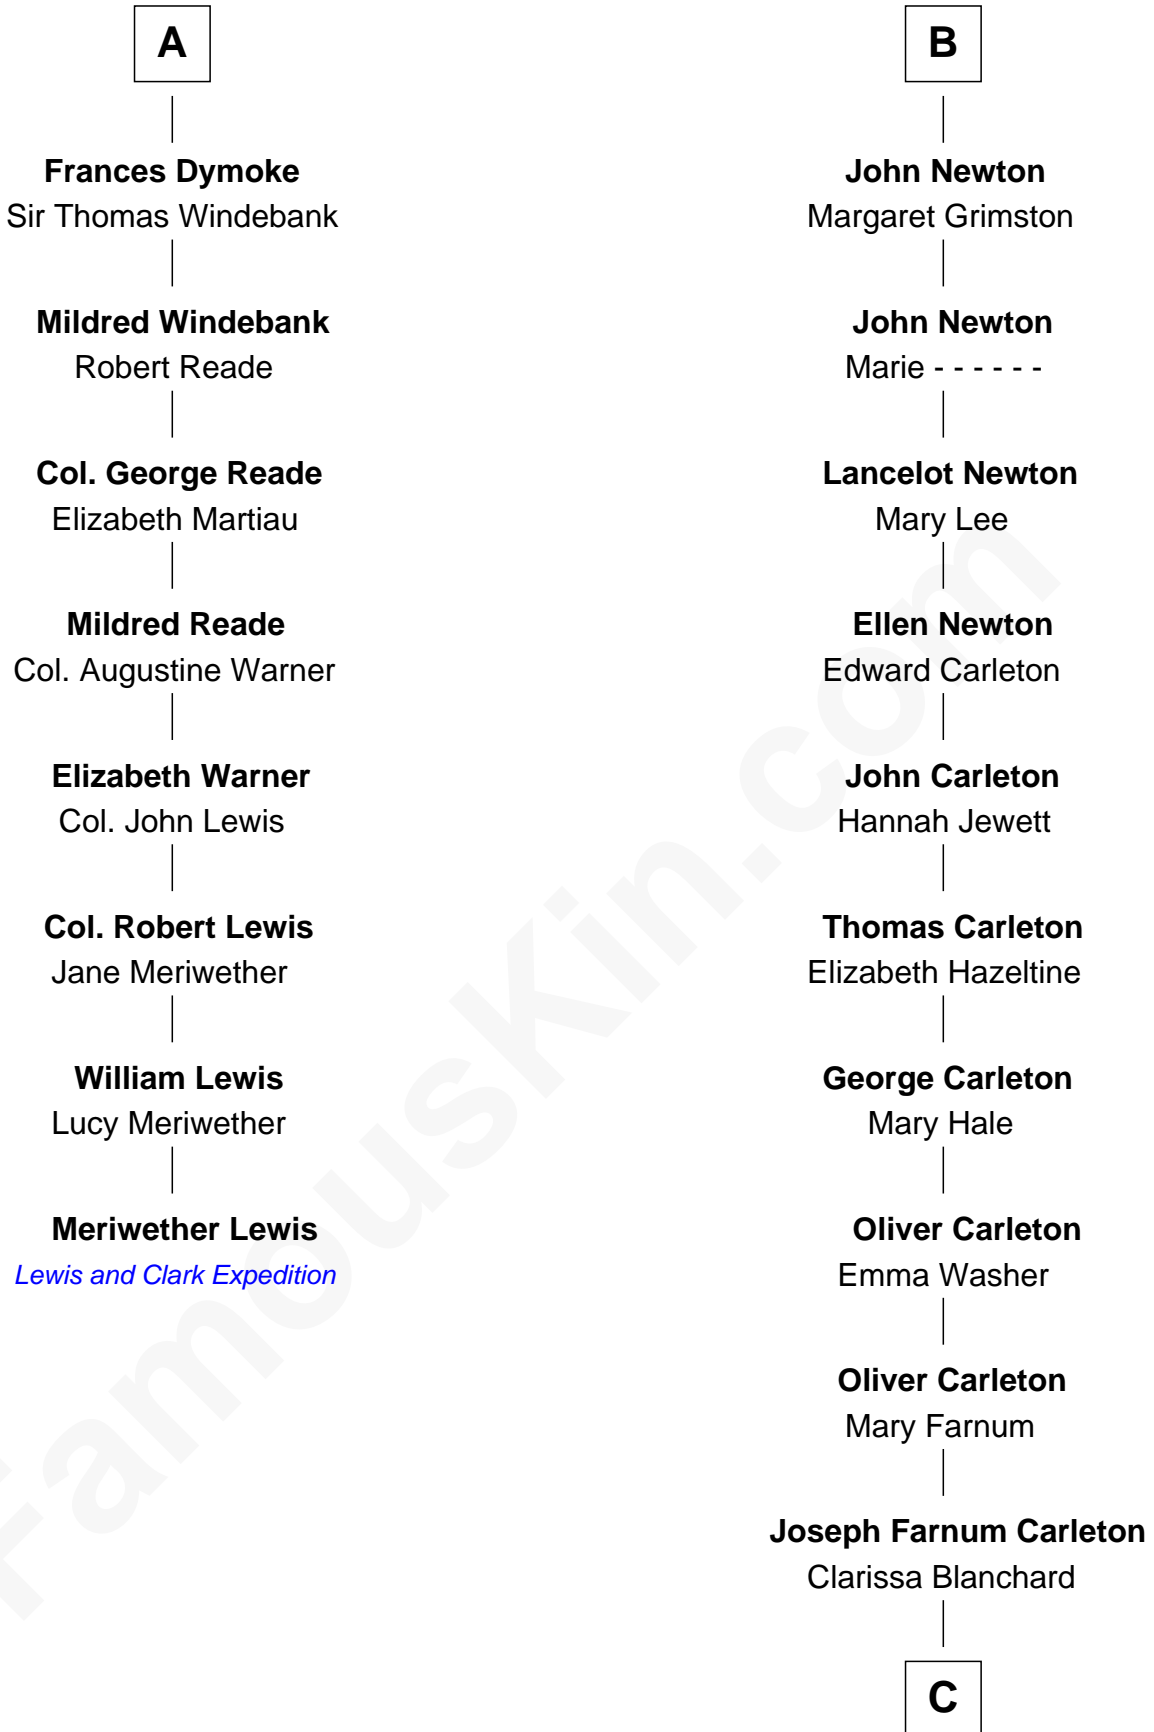 A
Frances Dymoke
Sir Thomas Windebank
Mildred Windebank
Robert Reade
Col. George Reade
Elizabeth Martiau
Mildred Reade
Col. Augustine Warner
Elizabeth Warner
Col. John Lewis
Col. Robert Lewis
Jane Meriwether
William Lewis
Lucy Meriwether
Meriwether Lewis
Lewis and Clark Expedition
B
John Newton
Margaret Grimston
John Newton
Marie - - - - - -
Lancelot Newton
Mary Lee
Ellen Newton
Edward Carleton
John Carleton
Hannah Jewett
Thomas Carleton
Elizabeth Hazeltine
George Carleton
Mary Hale
Oliver Carleton
Emma Washer
Oliver Carleton
Mary Farnum
Joseph Farnum Carleton
Clarissa Blanchard
C
FamousKin.com